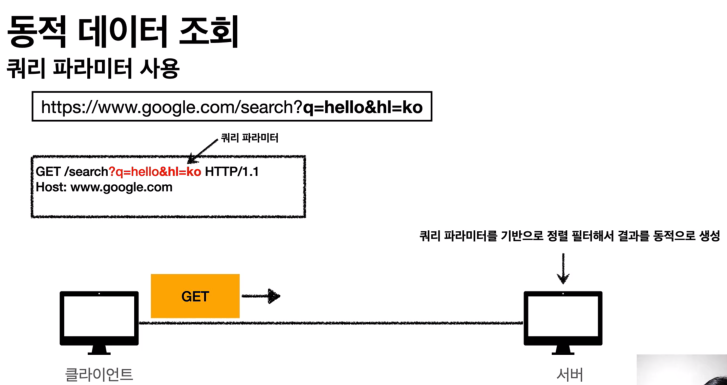 동적 데이터 조회
쿼리 파라미터 사용
https://www.google.com/search?q=hello&hl=ko
쿼리 파라미터
GET /search?q=hello&hl=ko HTTP/1.1
Host: www.google.com
쿼리 파라미터를 기반으로 정렬 필터해서 결과를 동적으로 생성
GET
클라이언트
서버